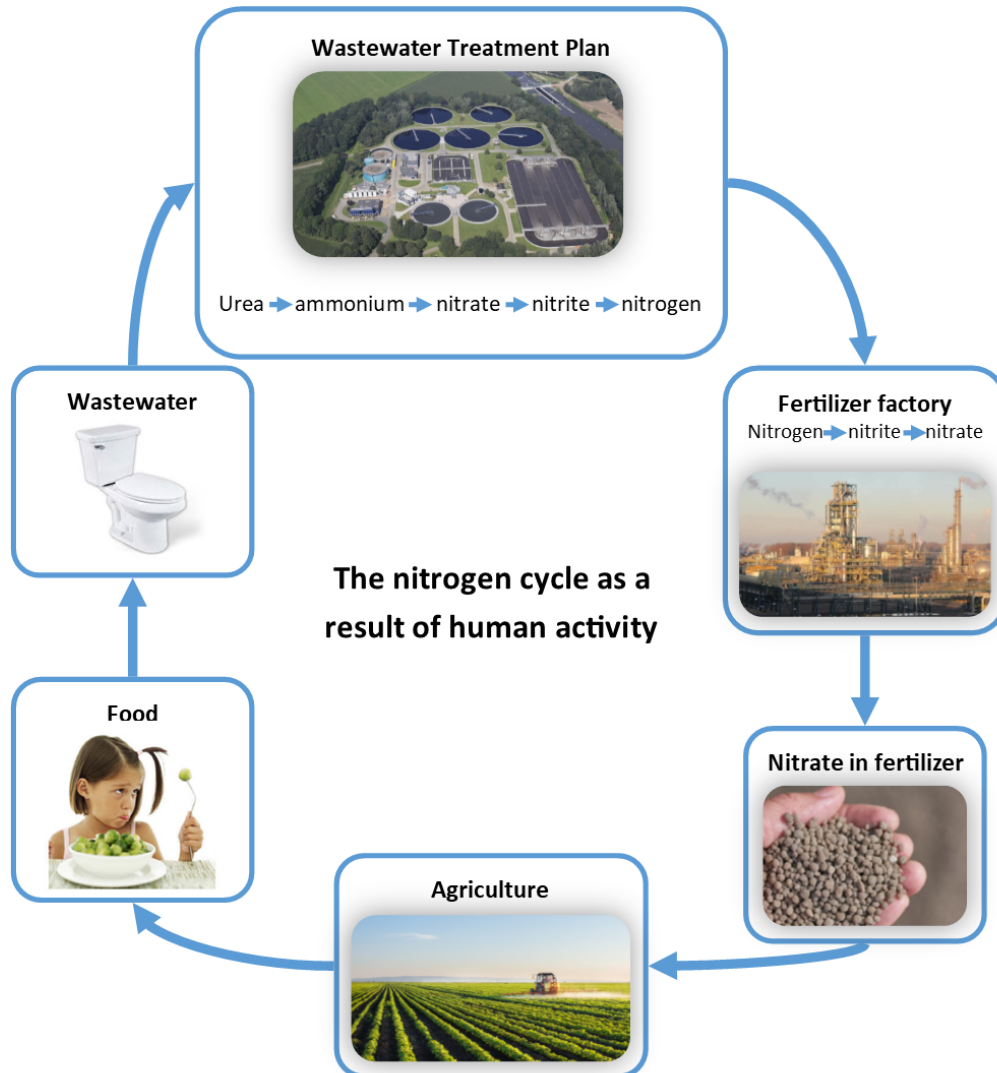 Wastewater Treatment Plan
Urea ammonium nitrate nitrite nitrogen
Fertilizer factory
Nitrogen nitrite nitrate
Nitrate in fertilizer
Agriculture
Food
Wastewater
The nitrogen cycle as a
result of human activity